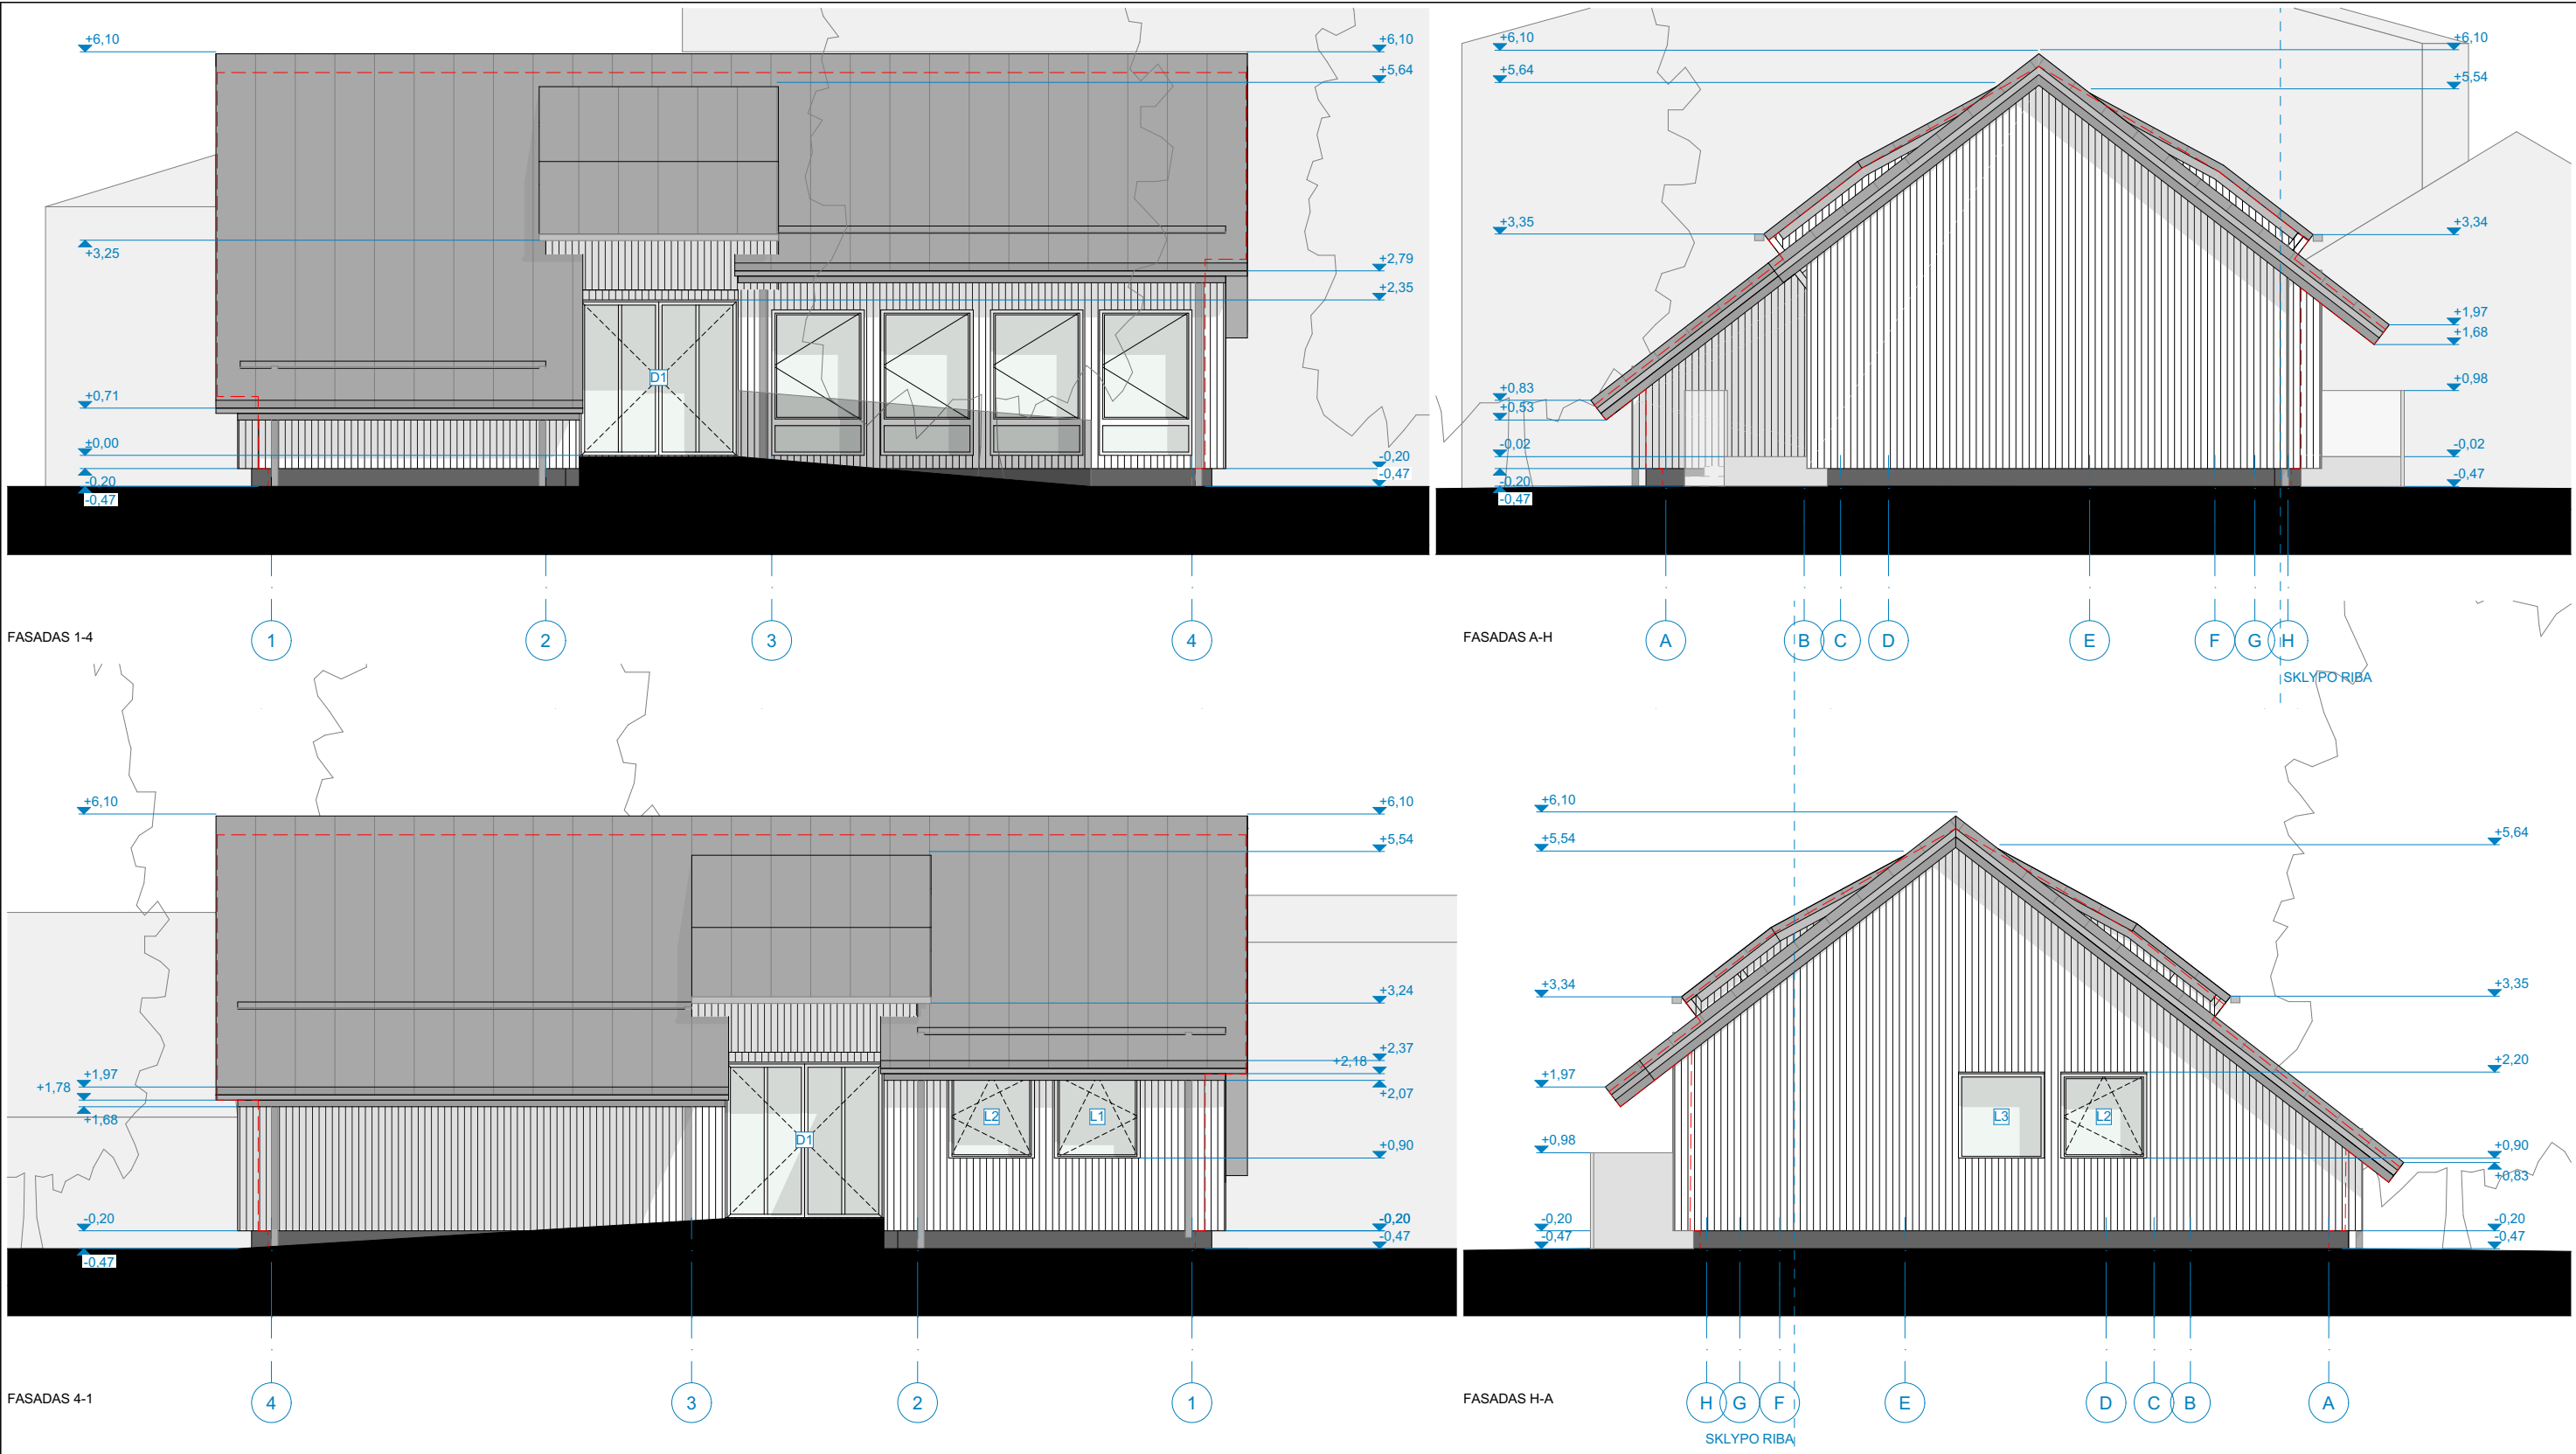 +6,10
+6,10
+5,64
+3,25
+2,79
+2,35
D1
+0,71
+0,00
-0,20
-0,47
-0,20
-0,47
FASADAS 1-4
1
2
3
4
+6,10
+5,64
+6,10
+5,54
+3,35
+3,34
+1,97
+1,68
+0,83
+0,53
+0,98
-0,02
-0,20
-0,47
-0,02
-0,47
FASADAS A-H
A
B
C
D
E
F
G
H
SKLYPO RIBA
+6,10
+6,10
+5,54
+3,24
+2,37
+2,18
+2,07
+1,97
+1,78
+1,68
L2
L1
D1
+0,90
-0,20
-0,47
-0,20
-0,47
FASADAS 4-1
4
3
2
1
+6,10
+5,54
+5,64
+3,34
+3,35
+2,20
+1,97
L3
L2
+0,98
+0,90
+0,83
-0,20
-0,47
-0,20
-0,47
FASADAS H-A
H
G
F
E
D
C
B
A
SKLYPO RIBA